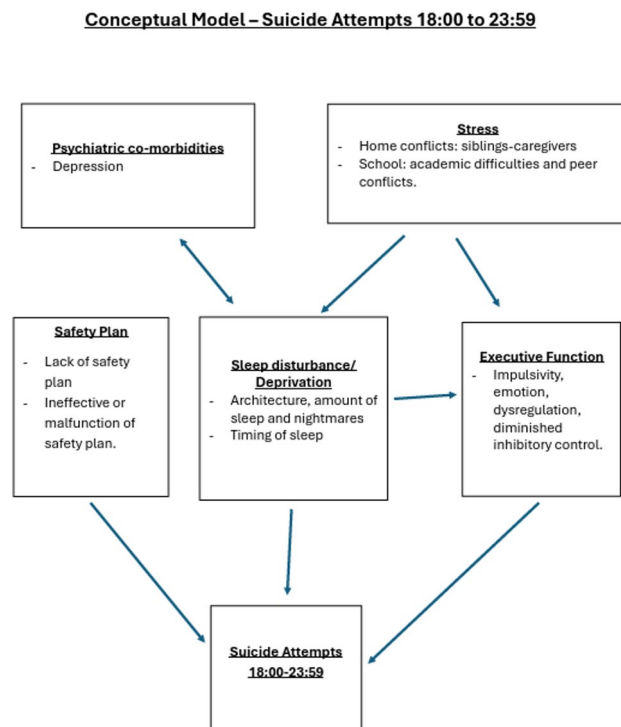 Conceptual Model – Suicide Attempts 18:00 to 23:59
Psychiatric co-morbidities
- Depression
Stress
- Home conflicts: siblings-caregivers
- School: academic difficulties and peer
conflicts.
Safety Plan
- Lack of safety
plan
- Ineffective or
malfunction of
safety plan.
Sleep disturbance/
Deprivation
- Architecture, amount of
sleep and nightmares
- Timing of sleep
Executive Function
- Impulsivity,
emotion,
dysregulation,
diminished
inhibitory control.
Suicide Attempts
18:00-23:59